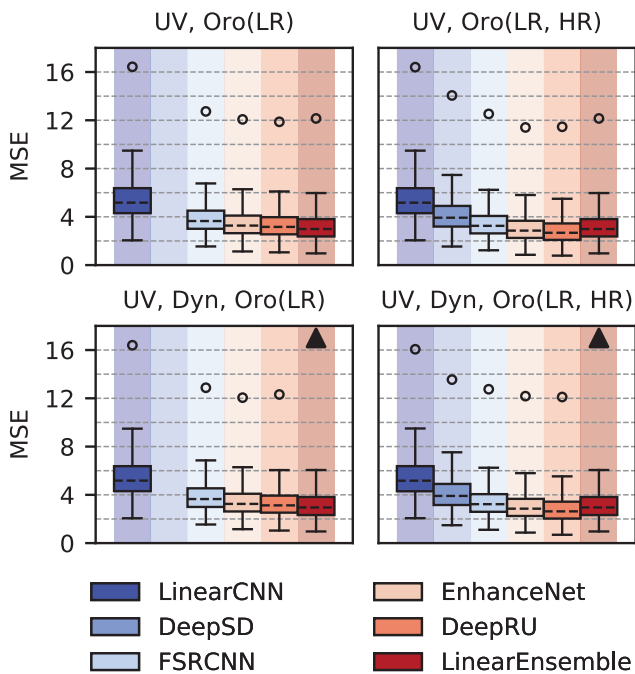 UV, Oro(LR)
UV, Oro(LR, HR)
MSE
16
12
8
4
0
UV, Dyn, Oro(LR)
UV, Dyn, Oro(LR, HR)
MSE
16
12
8
4
0
LinearCNN
EnhanceNet
DeepSD
DeepRU
FSRCNN
LinearEnsemble